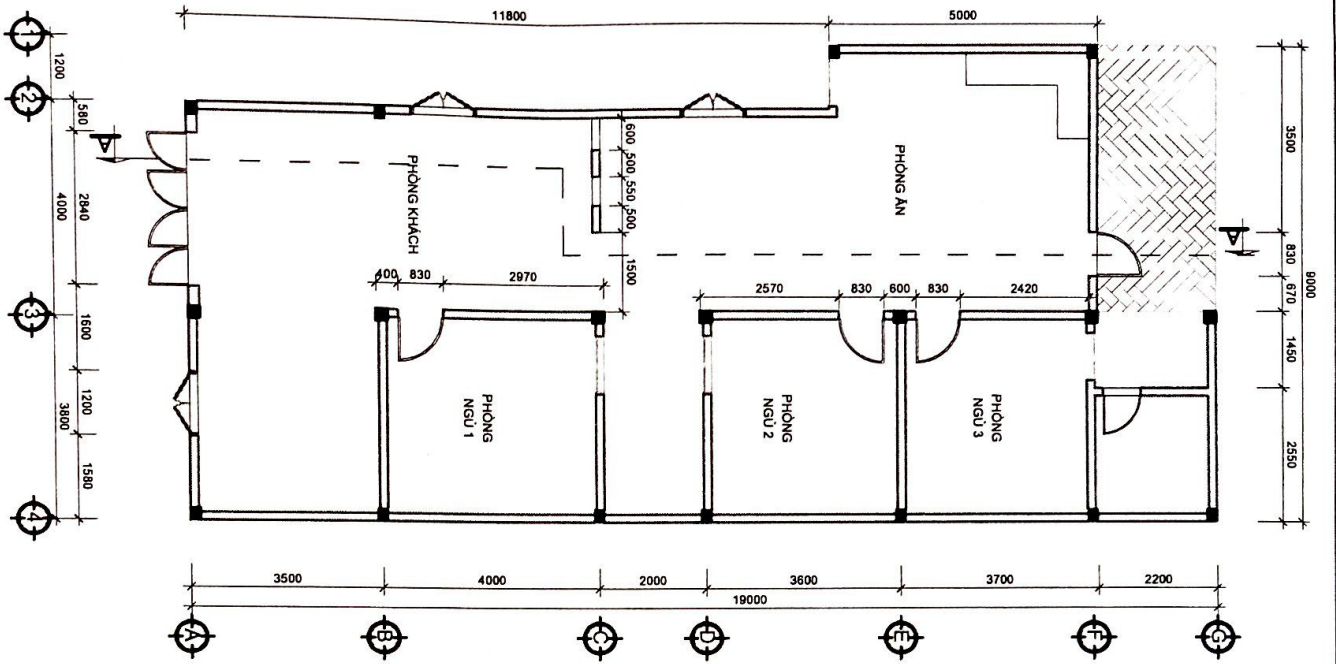 11800
5000
1
2
3
4
1200
580
2840
4000
1600
1200
3800
1580
A
A
PHÒNG KHÁCH
PHÒNG ĂN
600
500
550
500
1500
400
830
2970
2570
830
600
830
2420
PHÒNG
NGỦ 1
PHÒNG
NGỦ 2
PHÒNG
NGỦ 3
3500
830
670
9000
1450
2550
3500
4000
2000
3600
3700
2200
19000
A
B
C
D
E
F
G